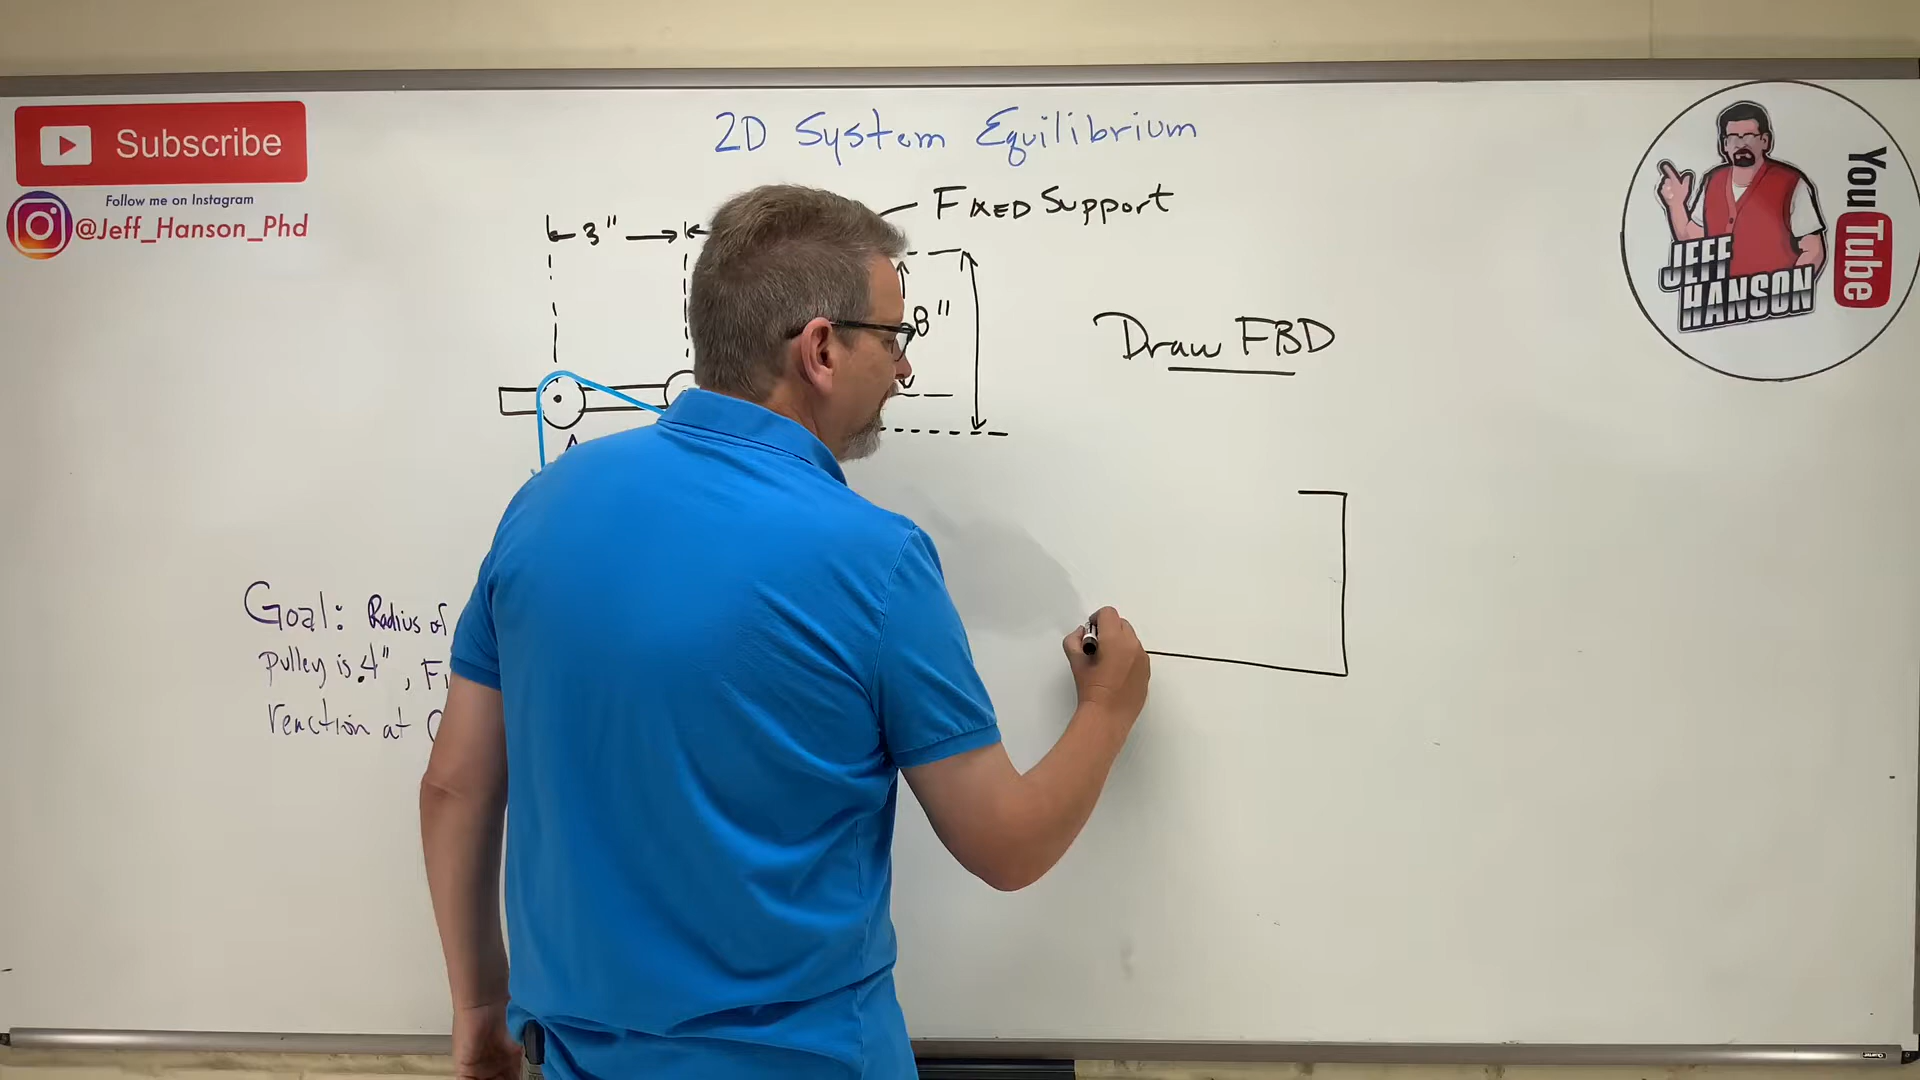 Subscribe
Follow me on Instagram
@Jeff_Hanson_Phd
2D System Equilibrium
FIXED Support
3"
8"
Draw FBD
A
Goal: Radius of
pulley is .4",
reaction at
JEFF
HANSON
YouTube